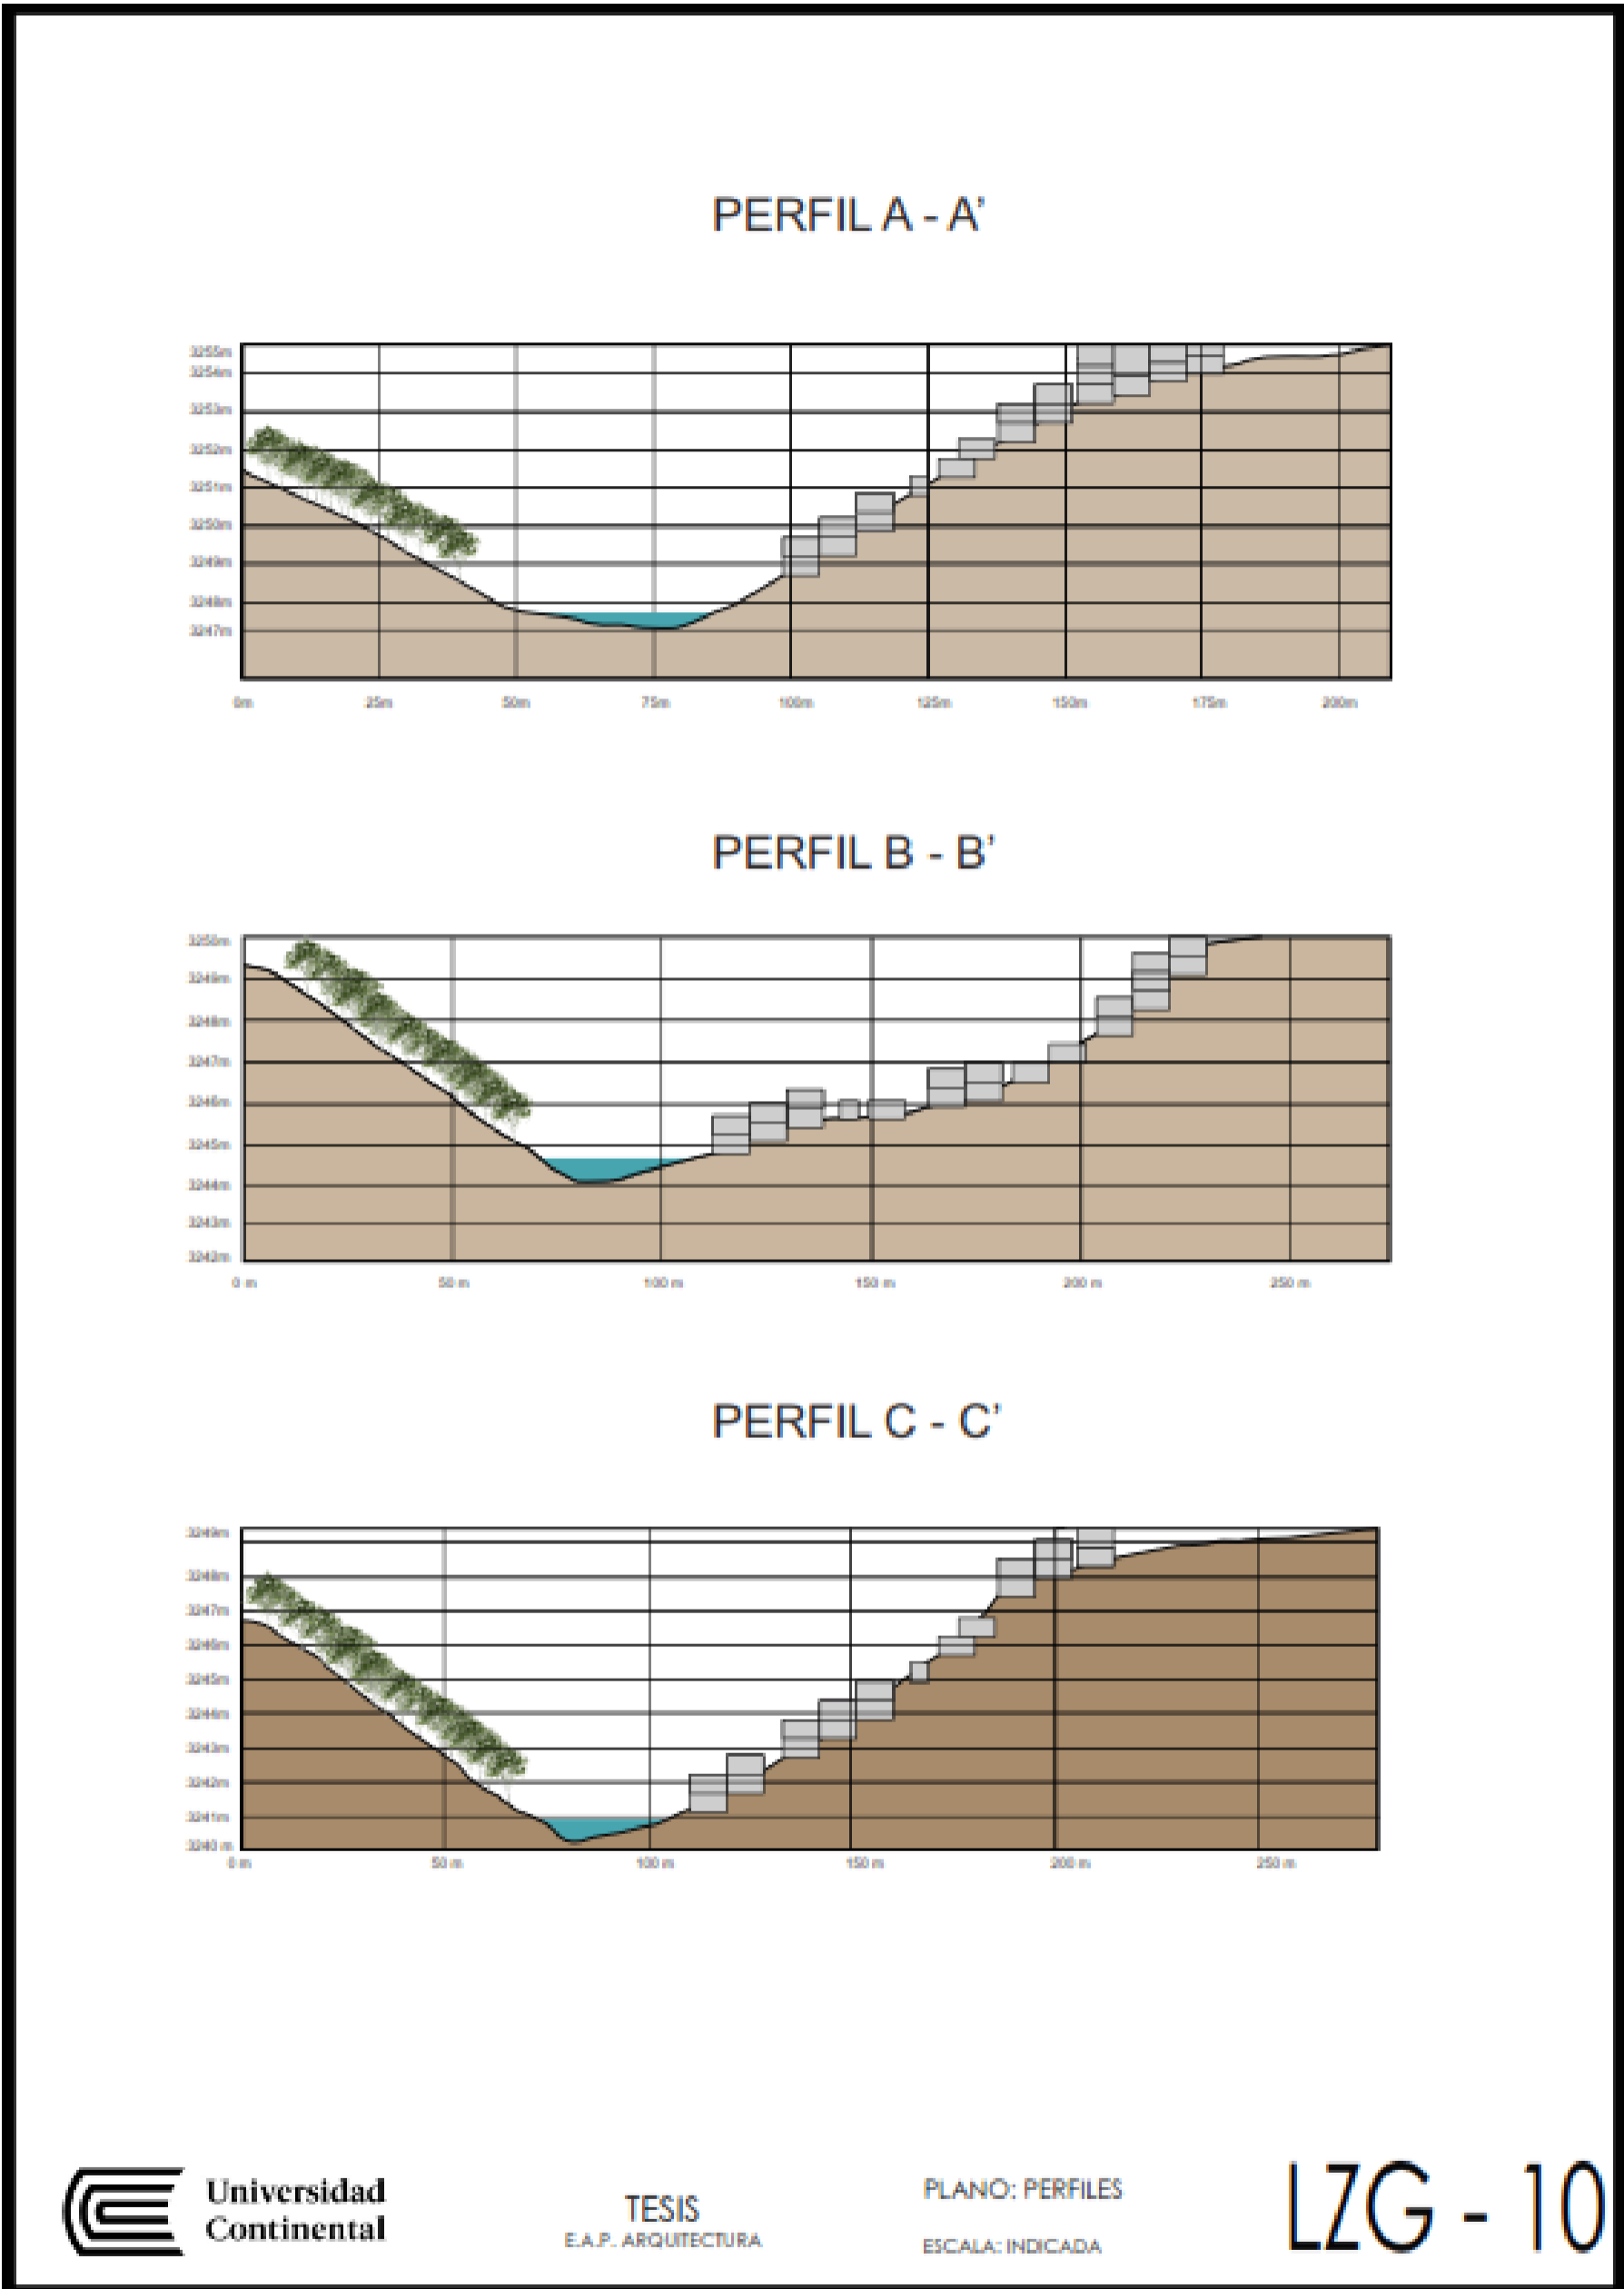 PERFIL A - A’
3255m
3254m
3253m
3252m
3251m
3250m
3249m
3248m
3247m
0m 25m 50m 75m 100m 125m 150m 175m 200m
PERFIL B - B’
3250m
3249m
3248m
3247m
3246m
3245m
3244m
3243m
3242m
0 m 50 m 100 m 150 m 200 m 250 m
PERFIL C - C’
3249m
3248m
3247m
3246m
3245m
3244m
3243m
3242m
3241m
3240 m
0 m 50 m 100 m 150 m 200 m 250 m
Universidad
Continental
TESIS
E.A.P. ARQUITECTURA
PLANO: PERFILES
ESCALA: INDICADA
LZG - 10